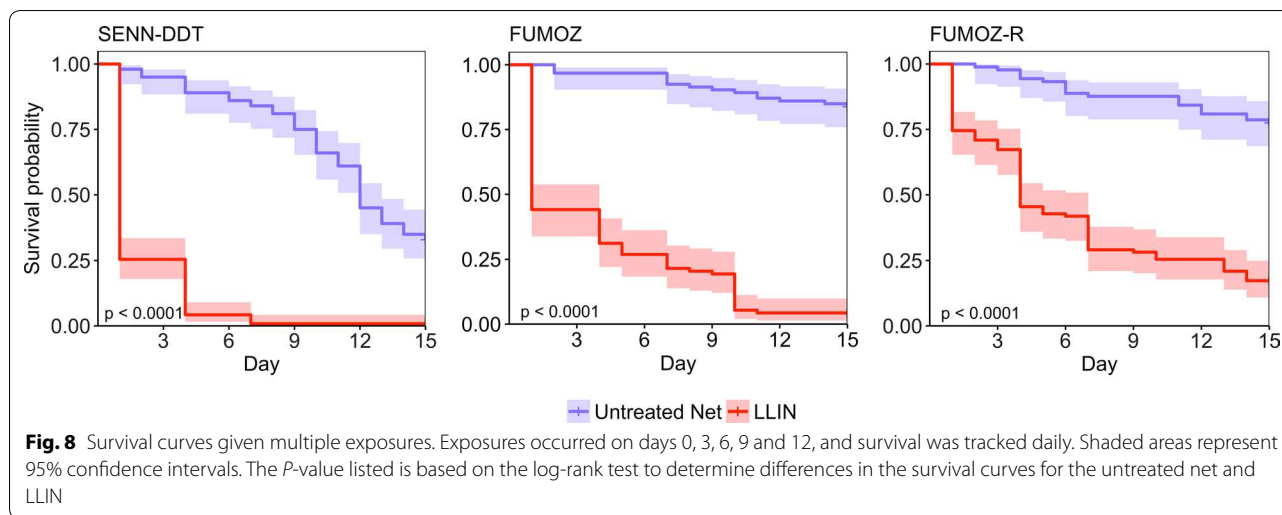 SENN-DDT
FUMOZ
FUMOZ-R
Survival probability
1.00
0.75
0.50
0.25
0.00
p < 0.0001
3
6
9
12
15
Day
1.00
0.75
0.50
0.25
0.00
p < 0.0001
3
6
9
12
15
Day
1.00
0.75
0.50
0.25
0.00
p < 0.0001
3
6
9
12
15
Day
Untreated Net LLIN
Fig. 8 Survival curves given multiple exposures. Exposures occurred on days 0, 3, 6, 9 and 12, and survival was tracked daily. Shaded areas represent
95% confidence intervals. The P-value listed is based on the log-rank test to determine differences in the survival curves for the untreated net and
LLIN